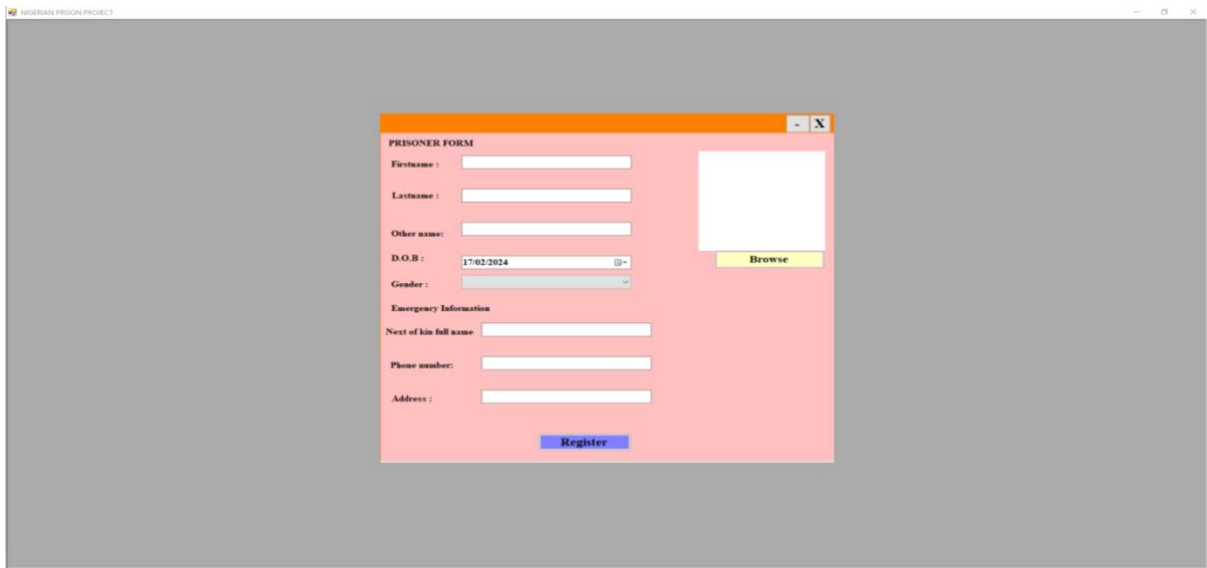 NIGERIAN PRISON PROJECT
- X
PRISONER FORM
Firstname :
Lastname :
Other name:
D.O.B :
17/02/2024
Browse
Gender :
Emergency Information
Next of kin full name
Phone number:
Address :
Register